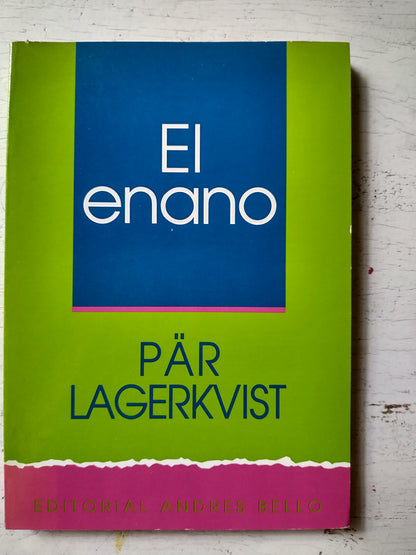 El
enano
PÄR
LAGERKVIST
EDITORIAL ANDRES BELLO